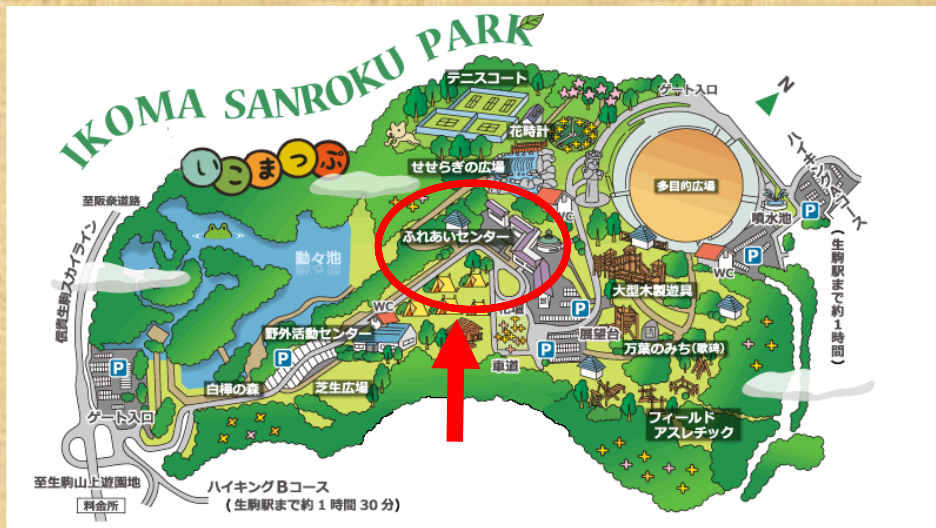 IKOMA SANROKU PARK
いこまっぷ
テニスコート
ゲート入口
N
花時計
せせらぎの広場
ハイキングAコース
(生駒駅まで約1時間)
多目的広場
至阪奈道路
WC
噴水池
P
ふれあいセンター
信貴生駒スカイライン
動々池
P
WC
大型木製遊具
WC
P
野外活動センター
展望台
P
万葉のみち(歌碑)
P
車道
P
白樺の森
芝生広場
ゲート入口
フィールド
アスレチック
至生駒山上遊園地
ハイキングBコース
料金所
(生駒駅まで約1時間30分)